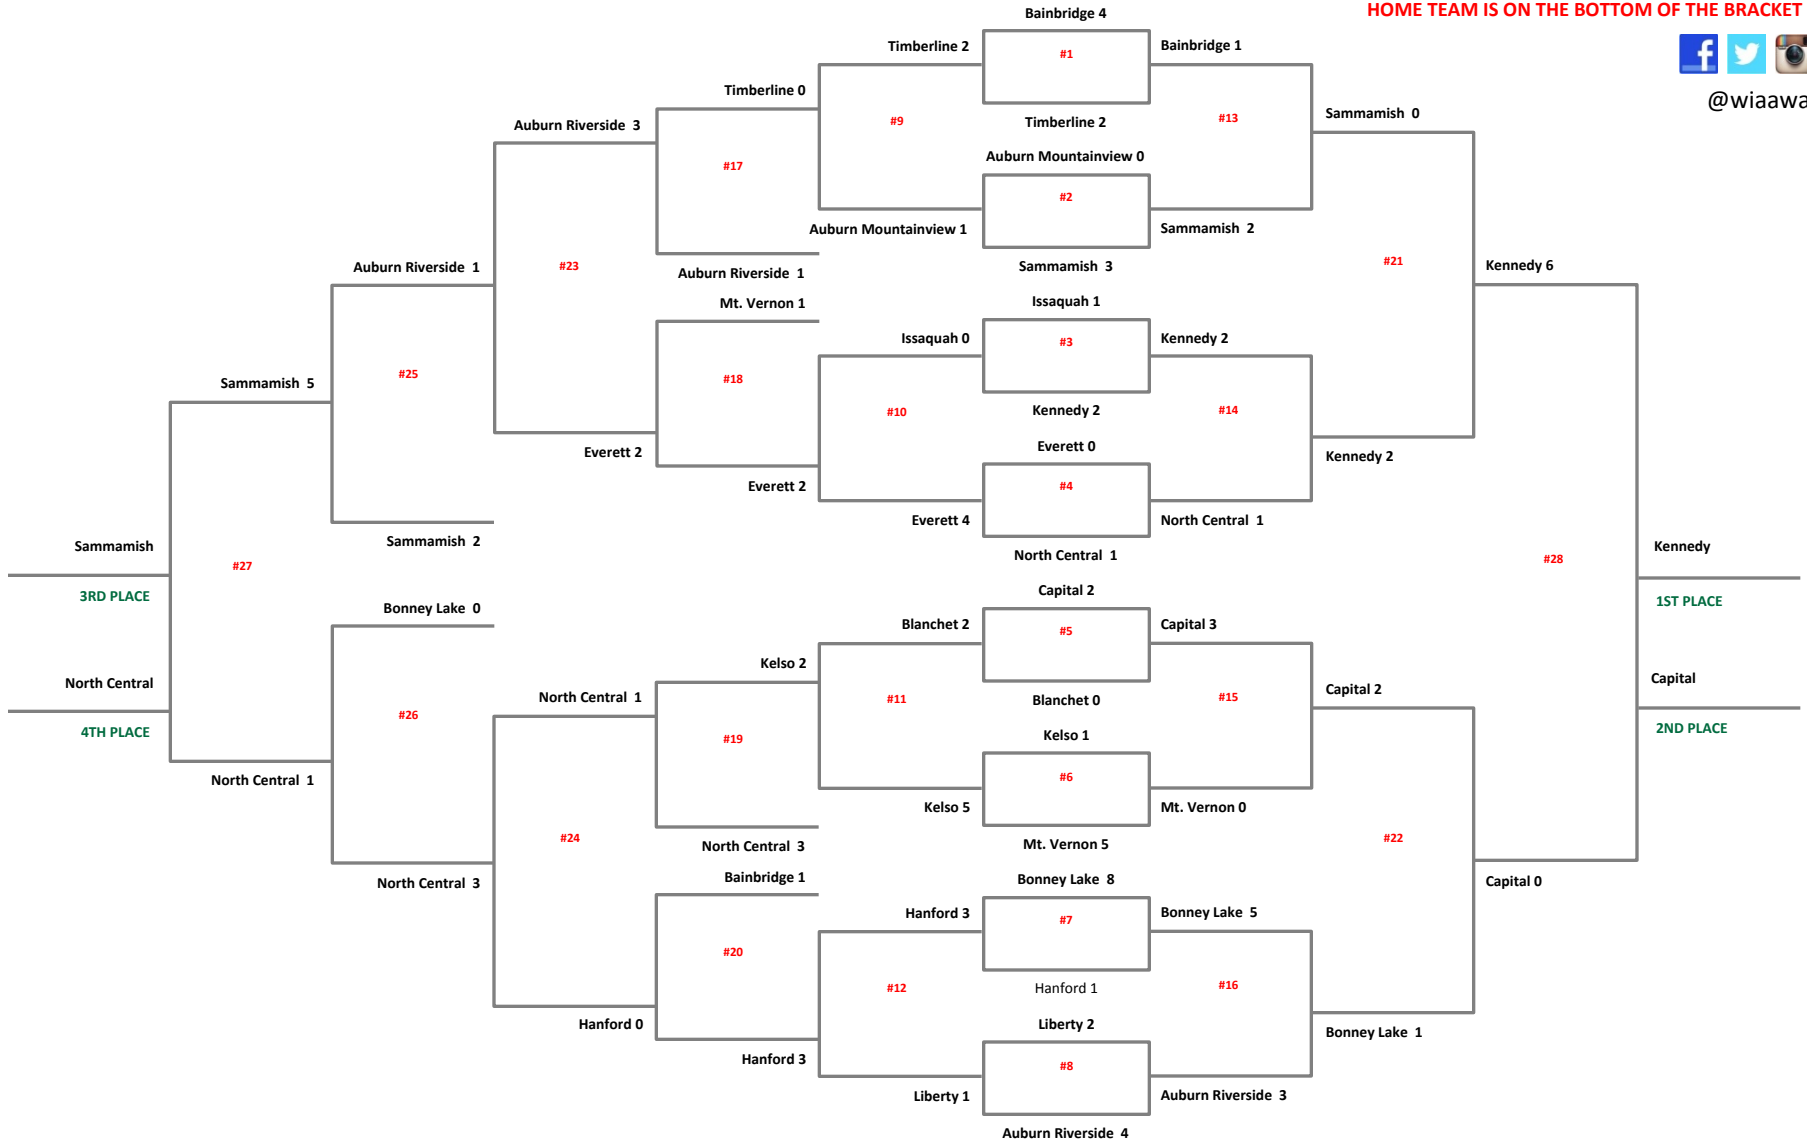 Bainbridge 4
HOME TEAM IS ON THE BOTTOM OF THE BRACKET
Timberline 2
#1
Bainbridge 1
Timberline 0
@wiaawa
Auburn Riverside 3
#9
Timberline 2
#13
Sammamish 0
#17
Auburn Mountainview 0
#2
Auburn Mountainview 1
Sammamish 2
Auburn Riverside 1
#23
Auburn Riverside 1
Sammamish 3
#21
Kennedy 6
Mt. Vernon 1
Issaquah 1
Issaquah 0
#3
Kennedy 2
#25
#18
Sammamish 5
#10
Kennedy 2
#14
Everett 2
Everett 0
Kennedy 2
Everett 2
#4
Everett 4
North Central 1
Sammamish
Sammamish 2
North Central 1
Kennedy
#27
#28
3RD PLACE
Capital 2
1ST PLACE
Bonney Lake 0
Blanchet 2
#5
Capital 3
Kelso 2
North Central
North Central 1
#11
Blanchet 0
#15
Capital 2
Capital
#26
4TH PLACE
#19
Kelso 1
2ND PLACE
North Central 1
#6
Kelso 5
Mt. Vernon 0
#24
North Central 3
Mt. Vernon 5
#22
North Central 3
Bainbridge 1
Bonney Lake 8
Capital 0
Hanford 3
#7
Bonney Lake 5
#20
#12
Hanford 1
#16
Hanford 0
Liberty 2
Bonney Lake 1
Hanford 3
#8
Liberty 1
Auburn Riverside 3
Auburn Riverside 4